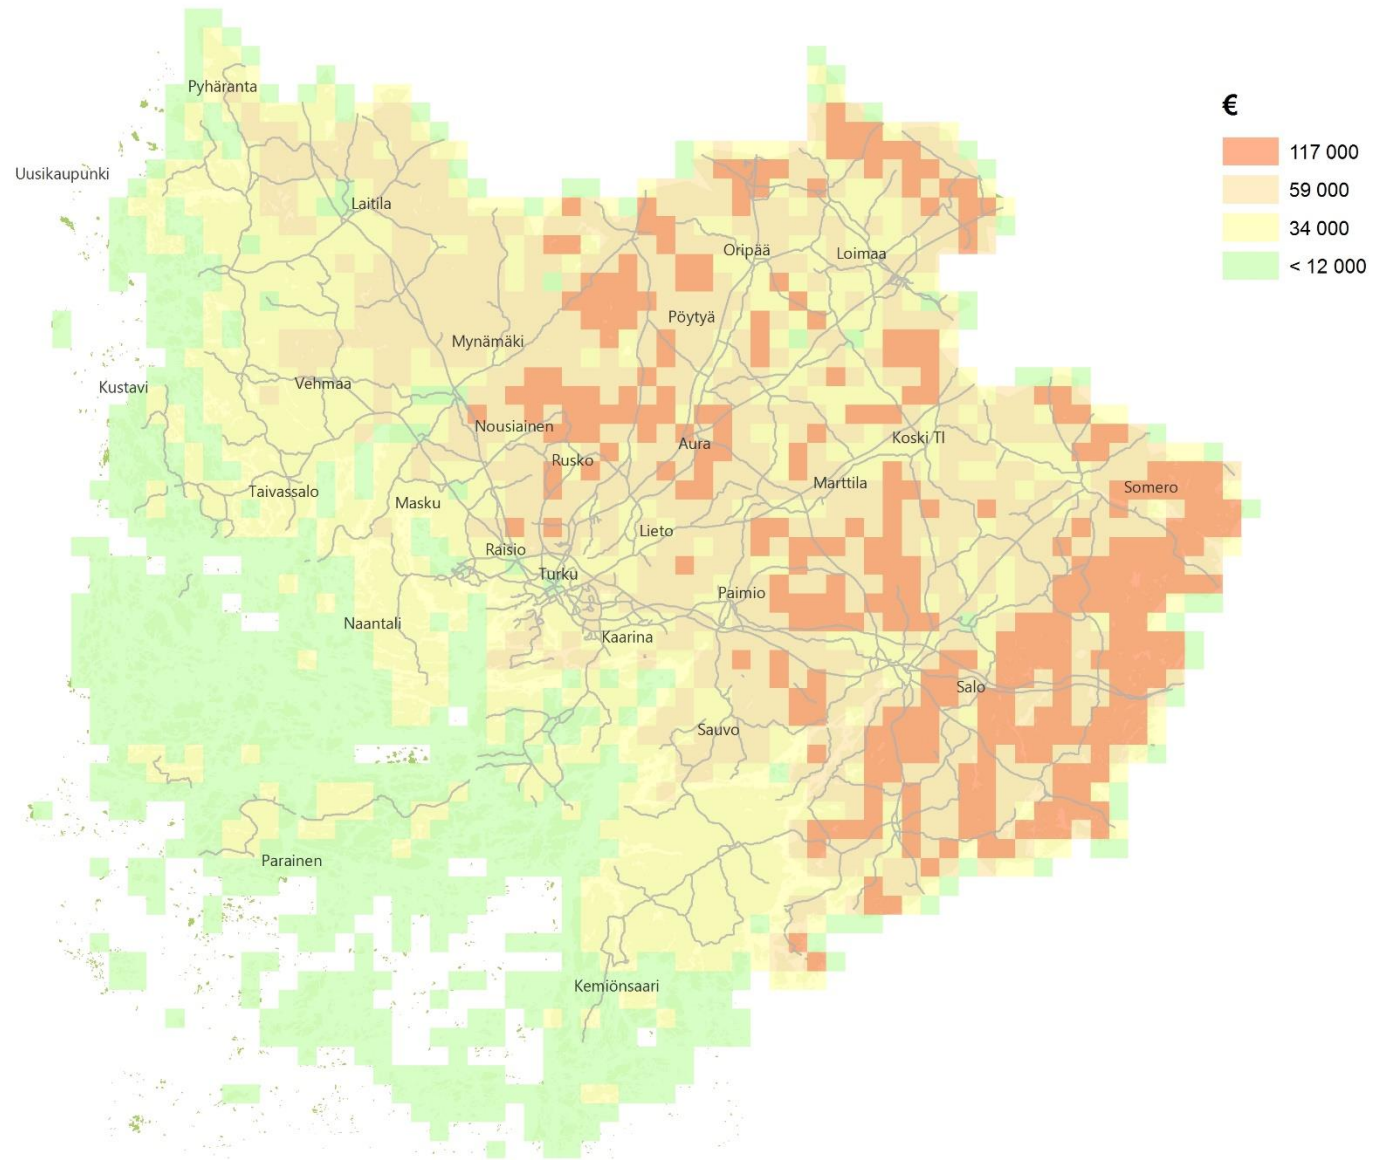 Pyhäranta
€
117 000
Uusikaupunki
59 000
Laitila
34 000
Oripää
Loimaa
< 12 000
Pöytyä
Mynämäki
Kustavi
Vehmaa
Nousiainen
Aura
Koski Tl
Rusko
Taivassalo
Masku
Marttila
Somero
Lieto
Raisio
Turku
Paimio
Naantali
Kaarina
Salo
Sauvo
Parainen
Kemiönsaari